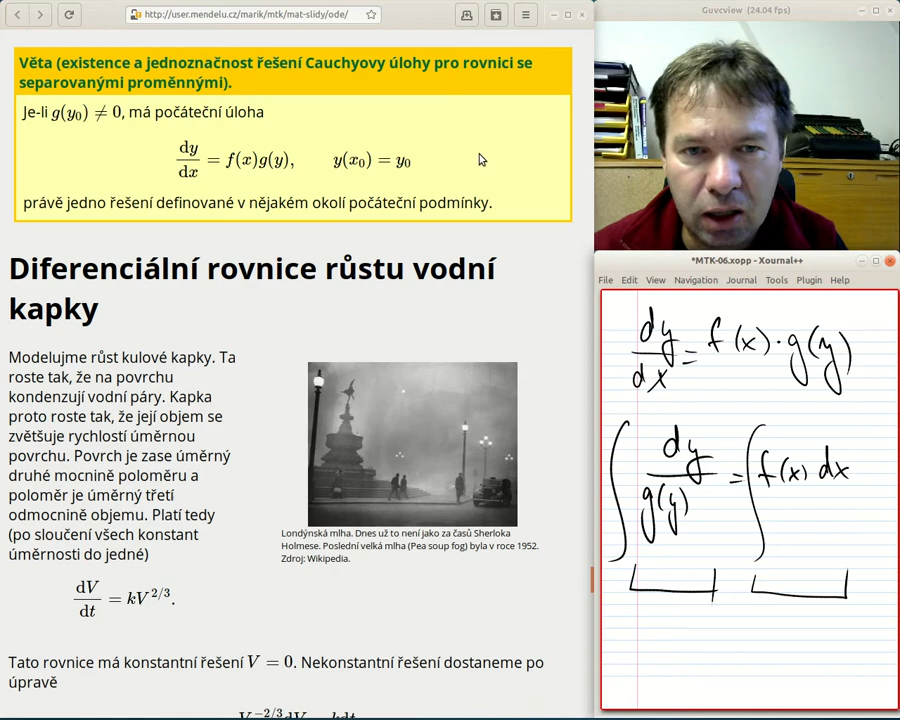 http://user.mendelu.cz/marik/mtk/mat-slidy/ode/
Guvcview (24.04 fps)
Věta (existence a jednoznačnost řešení Cauchyovy úlohy pro rovnici se
separovanými proměnnými).
Je-li g(y₀) ≠ 0, má počáteční úloha
dy/dx = f(x)g(y), y(x₀) = y₀
právě jedno řešení definované v nějakém okolí počáteční podmínky.
Diferenciální rovnice růstu vodní
kapky
Modelujme růst kulové kapky. Ta
roste tak, že na povrchu
kondenzují vodní páry. Kapka
proto roste tak, že její objem se
zvětšuje rychlostí úměrnou
povrchu. Povrch je zase úměrný
druhé mocnině poloměru a
poloměr je úměrný třetí
odmocnině objemu. Platí tedy
(po sloučení všech konstant
úměrnosti do jedné)
Londýnská mlha. Dnes už to není jako za časů Sherloka
Holmese. Poslední velká mlha (Pea soup fog) byla v roce 1952.
Zdroj: Wikipedia.
dV/dt = kV^{2/3}.
Tato rovnice má konstantní řešení V = 0. Nekonstantní řešení dostaneme po
úpravě
V^{-2/3}dV = kdt
*MTK-06.xopp - Xournal++
File Edit View Navigation Journal Tools Plugin Help
dy/dx = f(x)·g(y)
∫ dy/g(y) = ∫ f(x) dx